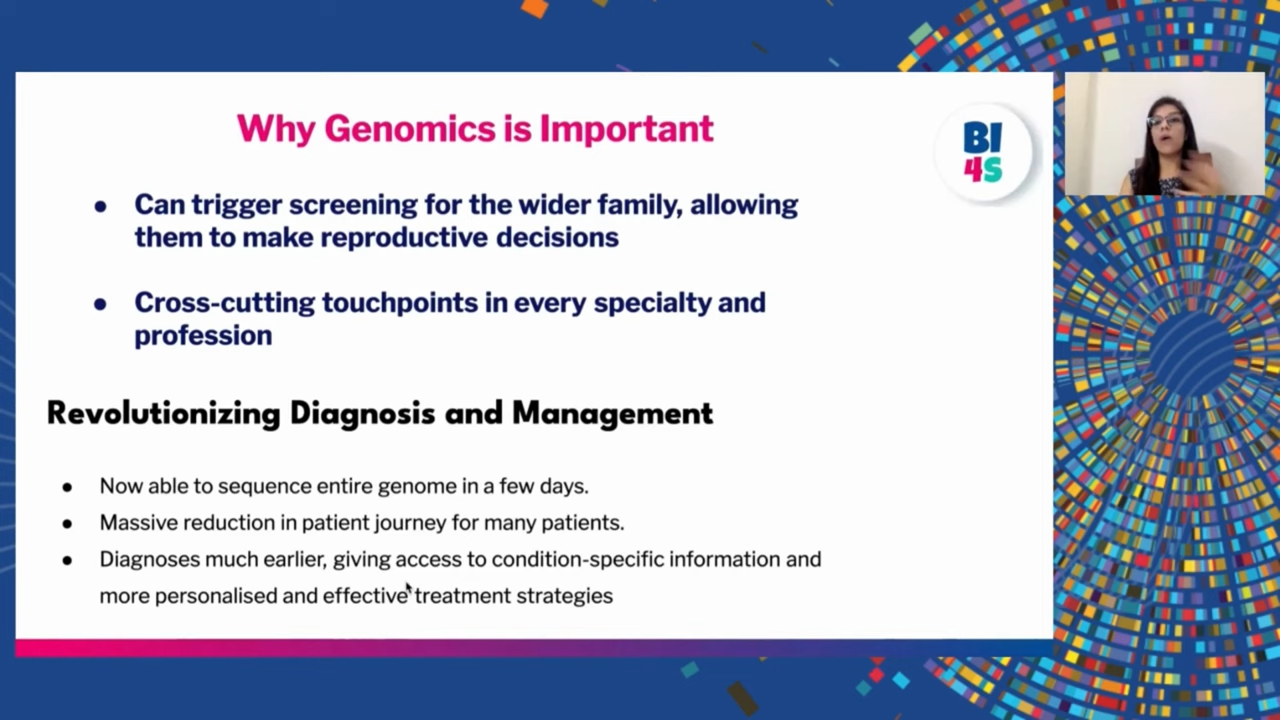 Why Genomics is Important
BI
4S
● Can trigger screening for the wider family, allowing
them to make reproductive decisions
● Cross-cutting touchpoints in every specialty and
profession
Revolutionizing Diagnosis and Management
● Now able to sequence entire genome in a few days.
● Massive reduction in patient journey for many patients.
● Diagnoses much earlier, giving access to condition-specific information and
more personalised and effective treatment strategies